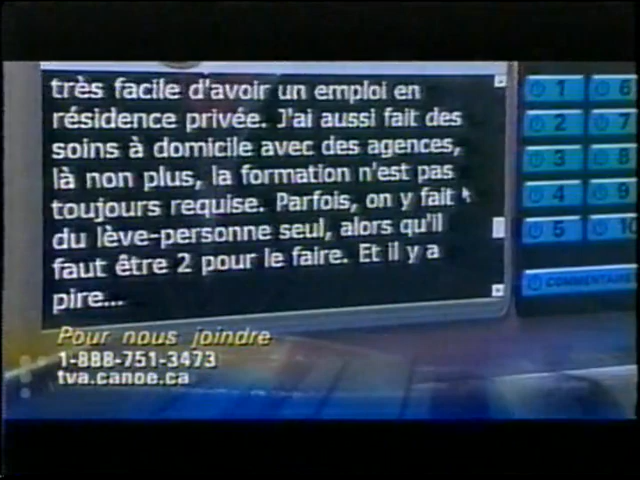 très facile d'avoir un emploi en
résidence privée. J'ai aussi fait des
soins à domicile avec des agences,
là non plus, la formation n'est pas
toujours requise. Parfois, on y fait
du lève-personne seul, alors qu'il
faut être 2 pour le faire. Et il y a
pire...
1 6
2 7
3 8
4 9
5 10
COMMENTAIRE
Pour nous joindre
1-888-751-3473
tva.canoe.ca